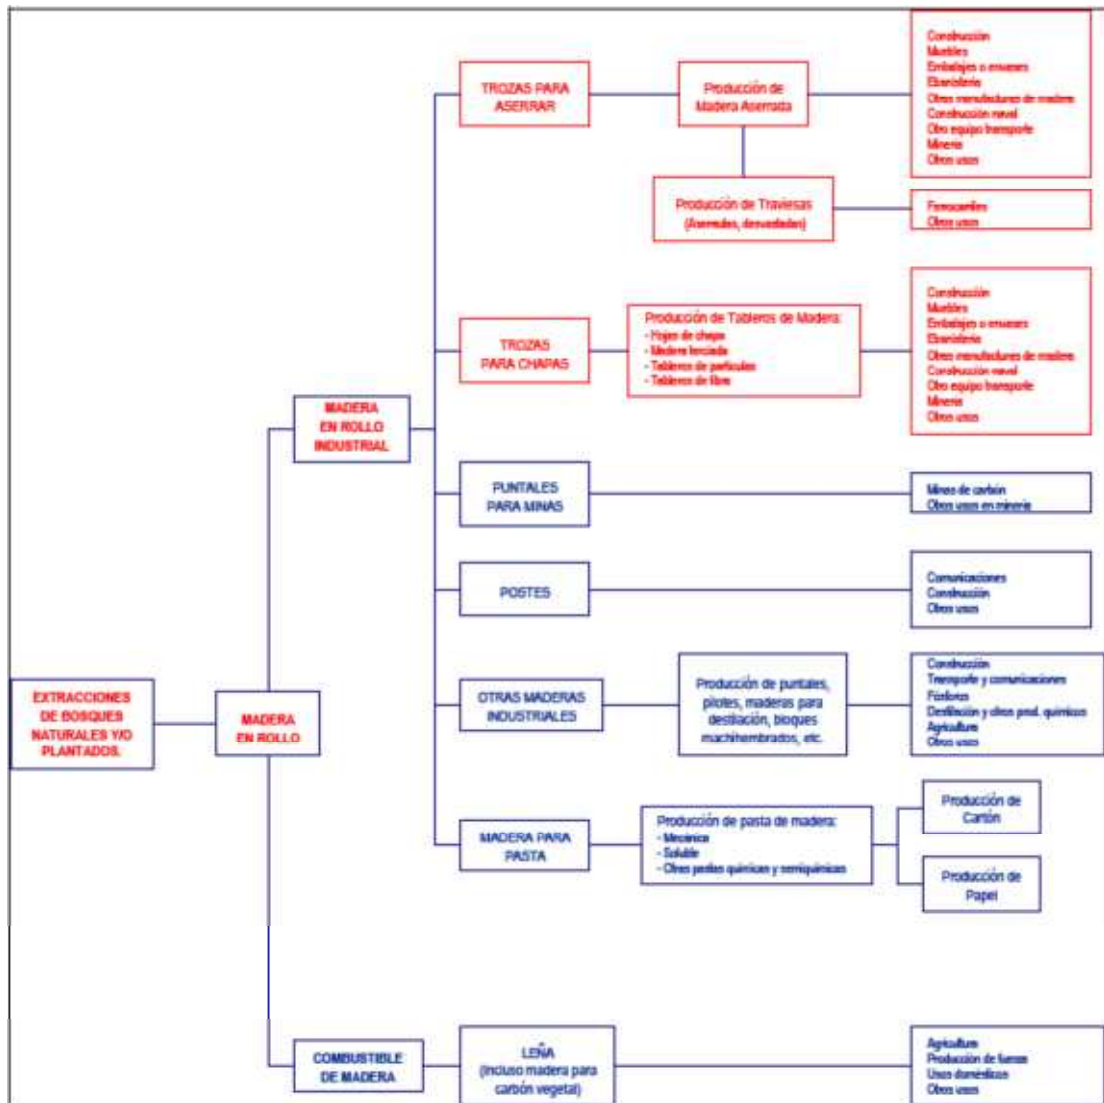 TROZAS PARA
ASERRAR
Producción de
Madera Aserrada
Construcción
Muebles
Embalajes o envases
Ebanistería
Otras manufacturas de madera
Construcción naval
Otro equipo transporte
Minería
Otros usos
Producción de Traviesas
(Aserradas, desvastadas)
Ferrocarriles
Otros usos
TROZAS
PARA CHAPAS
Producción de Tableros de Madera:
- Hojas de chapa
- Madera terciada
- Tableros de partículas
- Tableros de fibra
Construcción
Muebles
Embalajes o envases
Ebanistería
Otras manufacturas de madera
Construcción naval
Otro equipo transporte
Minería
Otros usos
MADERA
EN ROLLO
INDUSTRIAL
PUNTALES
PARA MINAS
Minas de carbón
Otros usos en minería
POSTES
Comunicaciones
Construcción
Otros usos
EXTRACCIONES
DE BOSQUES
NATURALES Y/O
PLANTADOS.
MADERA
EN ROLLO
OTRAS MADERAS
INDUSTRIALES
Producción de puntales,
pilotes, maderas para
destilación, bloques
machihembrados, etc.
Construcción
Transporte y comunicaciones
Fósforos
Destilación y otros prod. químicos
Agricultura
Otros usos
MADERA PARA
PASTA
Producción de pasta de madera:
- Mecánica
- Soluble
- Otras pastas químicas y semiquímicas
Producción de
Cartón
Producción de
Papel
COMBUSTIBLE
DE MADERA
LEÑA
(Incluso madera para
carbón vegetal)
Agricultura
Producción de fuerza
Usos domésticos
Otros usos